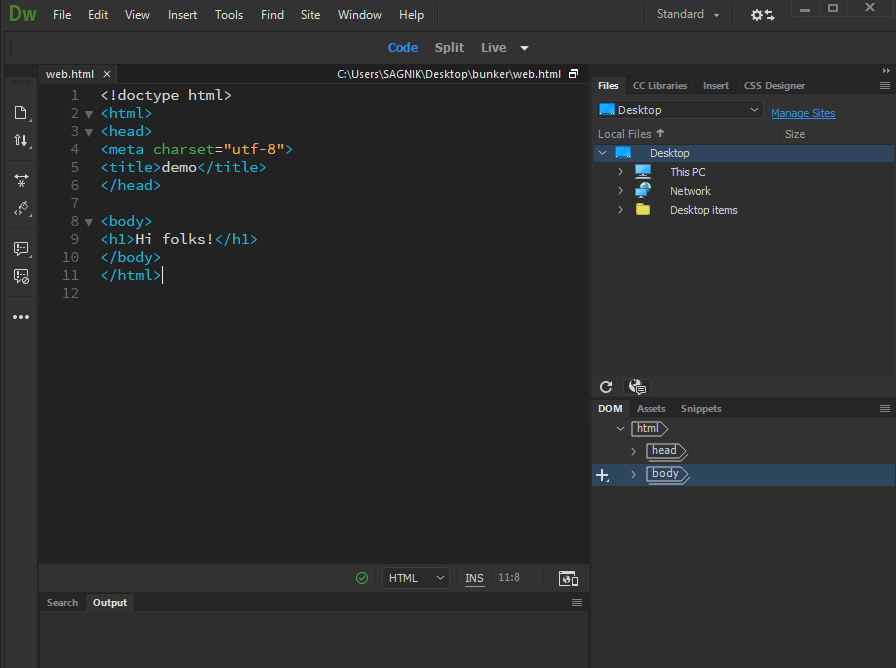 Dw File Edit View Insert Tools Find Site Window Help Standard
Code Split Live
web.html × C:\Users\SAGNIK\Desktop\bunker\web.html
1 <!doctype html>
2 <html>
3 <head>
4 <meta charset="utf-8">
5 <title>demo</title>
6 </head>
7
8 <body>
9 <h1>Hi folks!</h1>
10 </body>
11 </html>
12
HTML INS 11:8
Search Output
Files CC Libraries Insert CSS Designer
Desktop Manage Sites
Local Files Size
Desktop
This PC
Network
Desktop items
DOM Assets Snippets
html
head
body